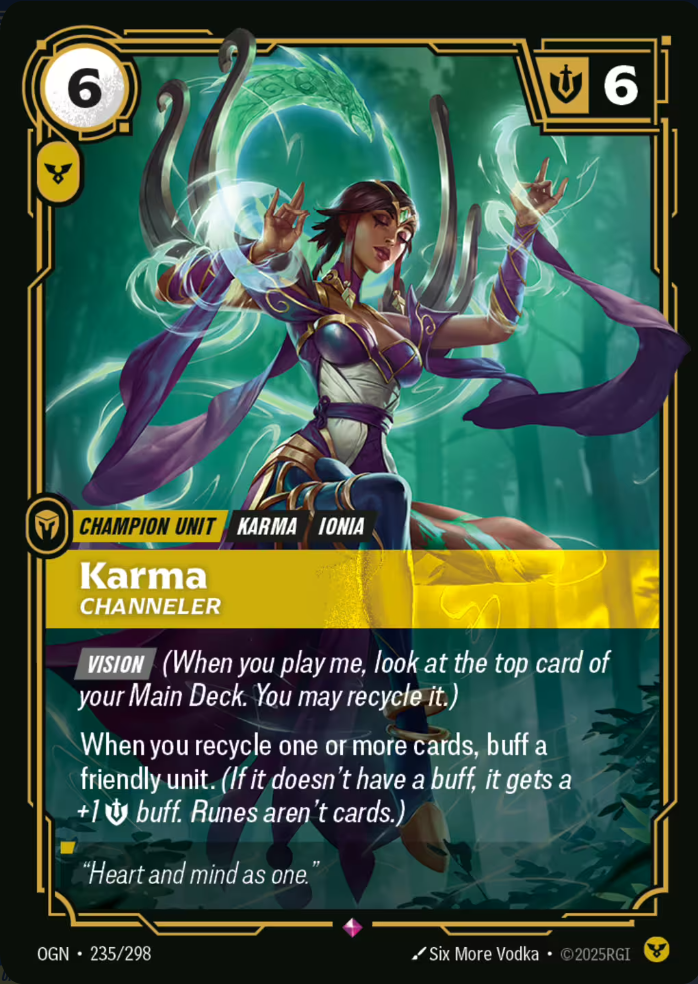 6
6
CHAMPION UNIT KARMA IONIA
Karma
CHANNELER
VISION (When you play me, look at the top card of
your Main Deck. You may recycle it.)
When you recycle one or more cards, buff a
friendly unit. (If it doesn't have a buff, it gets a
+1 buff. Runes aren't cards.)
"Heart and mind as one."
OGN • 235/298
Six More Vodka • ©2025RGI